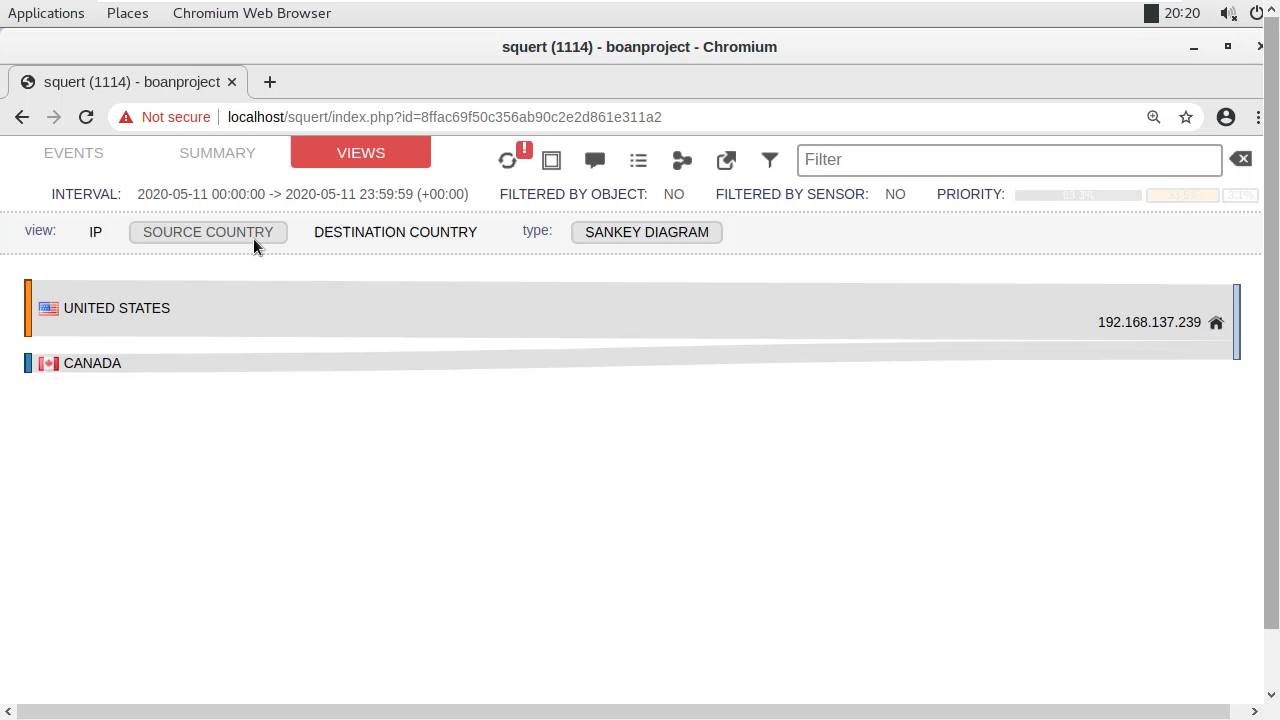 Applications Places Chromium Web Browser 20:20
squert (1114) - boanproject - Chromium
squert (1114) - boanproject
Not secure localhost/squert/index.php?id=8ffac69f50c356ab90c2e2d861e311a2
EVENTS SUMMARY VIEWS Filter
INTERVAL: 2020-05-11 00:00:00 -> 2020-05-11 23:59:59 (+00:00) FILTERED BY OBJECT: NO FILTERED BY SENSOR: NO PRIORITY: 3.1%
view: IP SOURCE COUNTRY DESTINATION COUNTRY type: SANKEY DIAGRAM
UNITED STATES
192.168.137.239
CANADA